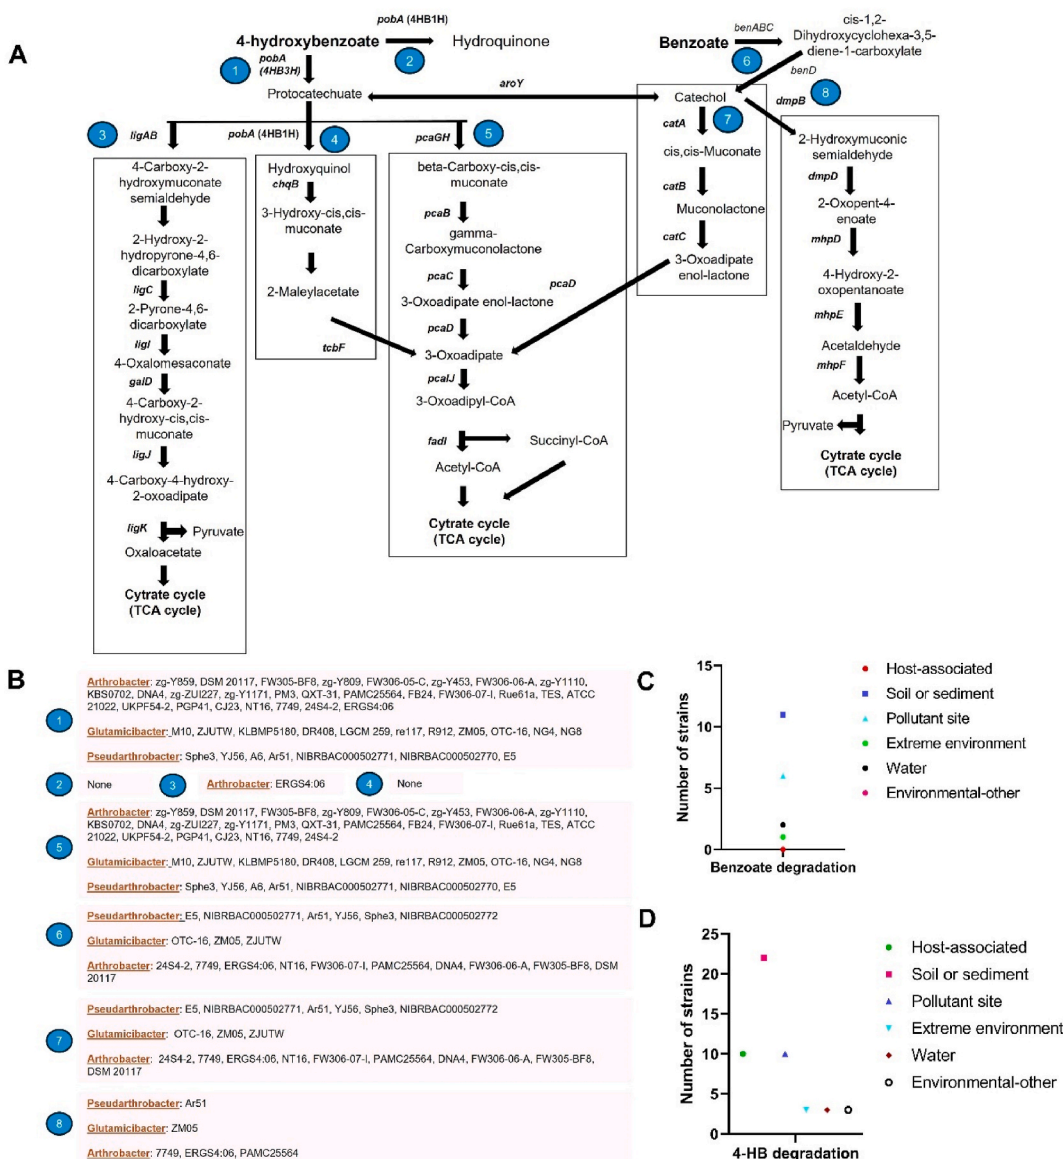 A
4-hydroxybenzoate
pobA (4HB1H)
Hydroquinone
2
1
pobA
(4HB3H)
Protocatechuate
aroY
Benzoate
benABC
6
cis-1,2-
Dihydroxycyclohexa-3,5-
diene-1-carboxylate
benD
Catechol
dmpB
8
3
ligAB
pobA (4HB1H)
4
pcaGH
5
catA
7
4-Carboxy-2-
hydroxymuconate
semialdehyde
2-Hydroxy-2-
hydropyrone-4,6-
dicarboxylate
ligC
2-Pyrone-4,6-
dicarboxylate
ligI
4-Oxalomesaconate
galD
4-Carboxy-2-
hydroxy-cis,cis-
muconate
ligJ
4-Carboxy-4-hydroxy-
2-oxoadipate
ligK
Pyruvate
Oxaloacetate
Cytrate cycle
(TCA cycle)
Hydroxyquinol
chqB
3-Hydroxy-cis,cis-
muconate
2-Maleylacetate
tcbF
beta-Carboxy-cis,cis-
muconate
pcaB
gamma-
Carboxymuconolactone
pcaC
3-Oxoadipate enol-lactone
pcaD
3-Oxoadipate
pcaIJ
3-Oxoadipyl-CoA
fadI
Succinyl-CoA
Acetyl-CoA
Cytrate cycle
(TCA cycle)
cis,cis-Muconate
catB
Muconolactone
catC
3-Oxoadipate
enol-lactone
pcaD
2-Hydroxymuconic
semialdehyde
dmpD
2-Oxopent-4-
enoate
mhpD
4-Hydroxy-2-
oxopentanoate
mhpE
Acetaldehyde
mhpF
Acetyl-CoA
Pyruvate
Cytrate cycle
(TCA cycle)
B
1
Arthrobacter: zg-Y859, DSM 20117, FW305-BF8, zg-Y809, FW306-05-C, zg-Y453, FW306-06-A, zg-Y1110,
KBS0702, DNA4, zg-ZUI227, zg-Y1171, PM3, QXT-31, PAMC25564, FB24, FW306-07-I, Rue61a, TES, ATCC
21022, UKPF54-2, PGP41, CJ23, NT16, 7749, 24S4-2, ERGS4:06
Glutamicibacter: M10, ZJUTW, KLBMP5180, DR408, LGCM 259, re117, R912, ZM05, OTC-16, NG4, NG8
Pseudarthrobacter: Sphe3, YJ56, A6, Ar51, NIBRBAC000502771, NIBRBAC000502770, E5
2 None 3 Arthrobacter: ERGS4:06 4 None
5
Arthrobacter: zg-Y859, DSM 20117, FW305-BF8, zg-Y809, FW306-05-C, zg-Y453, FW306-06-A, zg-Y1110,
KBS0702, DNA4, zg-ZUI227, zg-Y1171, PM3, QXT-31, PAMC25564, FB24, FW306-07-I, Rue61a, TES, ATCC
21022, UKPF54-2, PGP41, CJ23, NT16, 7749, 24S4-2
Glutamicibacter: M10, ZJUTW, KLBMP5180, DR408, LGCM 259, re117, R912, ZM05, OTC-16, NG4, NG8
Pseudarthrobacter: Sphe3, YJ56, A6, Ar51, NIBRBAC000502771, NIBRBAC000502770, E5
6
Pseudarthrobacter: E5, NIBRBAC000502771, Ar51, YJ56, Sphe3, NIBRBAC000502772
Glutamicibacter: OTC-16, ZM05, ZJUTW
Arthrobacter: 24S4-2, 7749, ERGS4:06, NT16, FW306-07-I, PAMC25564, DNA4, FW306-06-A, FW305-BF8, DSM
20117
7
Pseudarthrobacter: E5, NIBRBAC000502771, Ar51, YJ56, Sphe3, NIBRBAC000502772
Glutamicibacter: OTC-16, ZM05, ZJUTW
Arthrobacter: 24S4-2, 7749, ERGS4:06, NT16, FW306-07-I, PAMC25564, DNA4, FW306-06-A, FW305-BF8,
DSM 20117
8
Pseudarthrobacter: Ar51
Glutamicibacter: ZM05
Arthrobacter: 7749, ERGS4:06, PAMC25564
C
Number of strains
15
10
5
0
Benzoate degradation
Host-associated
Soil or sediment
Pollutant site
Extreme environment
Water
Environmental-other
D
Number of strains
25
20
15
10
5
0
4-HB degradation
Host-associated
Soil or sediment
Pollutant site
Extreme environment
Water
Environmental-other